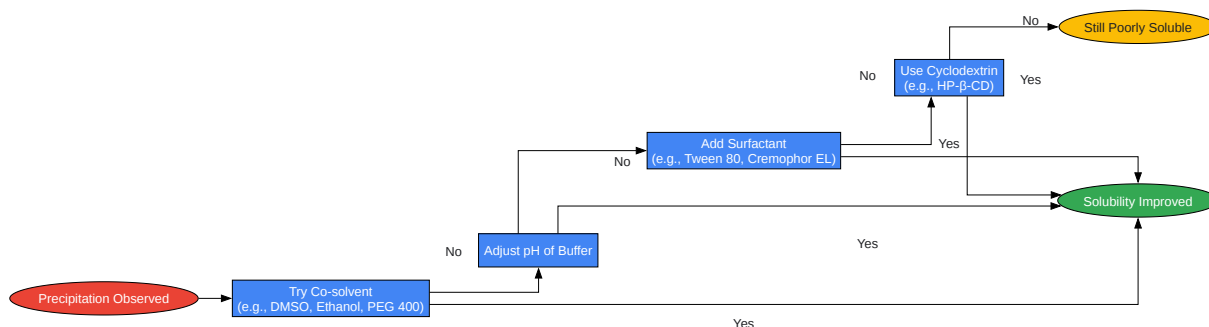 No
Still Poorly Soluble
Use Cyclodextrin
(e.g., HP-β-CD)
No
Yes
Add Surfactant
(e.g., Tween 80, Cremophor EL)
No
Yes
Solubility Improved
Adjust pH of Buffer
No
Yes
Precipitation Observed
Try Co-solvent
(e.g., DMSO, Ethanol, PEG 400)
Yes